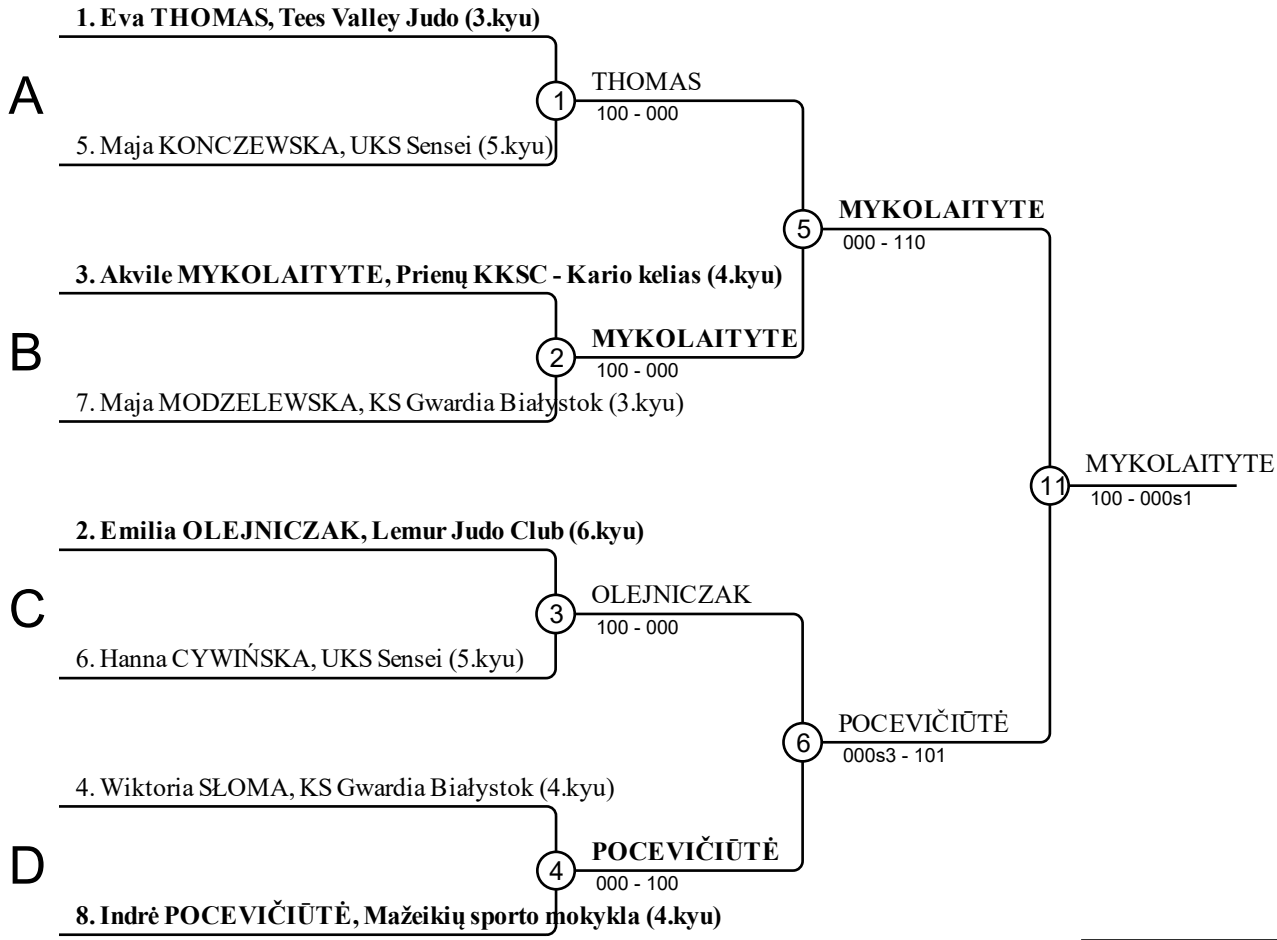 1. Eva THOMAS, Tees Valley Judo (3.kyu)
A
1
THOMAS
100 - 000
5. Maja KONCZEWSKA, UKS Sensei (5.kyu)
5
MYKOLAITYTE
000 - 110
3. Akvile MYKOLAITYTE, Prienų KKSC - Kario kelias (4.kyu)
B
2
MYKOLAITYTE
100 - 000
7. Maja MODZELEWSKA, KS Gwardia Białystok (3.kyu)
11
MYKOLAITYTE
100 - 000s1
2. Emilia OLEJNICZAK, Lemur Judo Club (6.kyu)
C
3
OLEJNICZAK
100 - 000
6. Hanna CYWIŃSKA, UKS Sensei (5.kyu)
6
POCEVIČIŪTĖ
000s3 - 101
4. Wiktoria SŁOMA, KS Gwardia Białystok (4.kyu)
D
4
POCEVIČIŪTĖ
000 - 100
8. Indrė POCEVIČIŪTĖ, Mažeikių sporto mokykla (4.kyu)